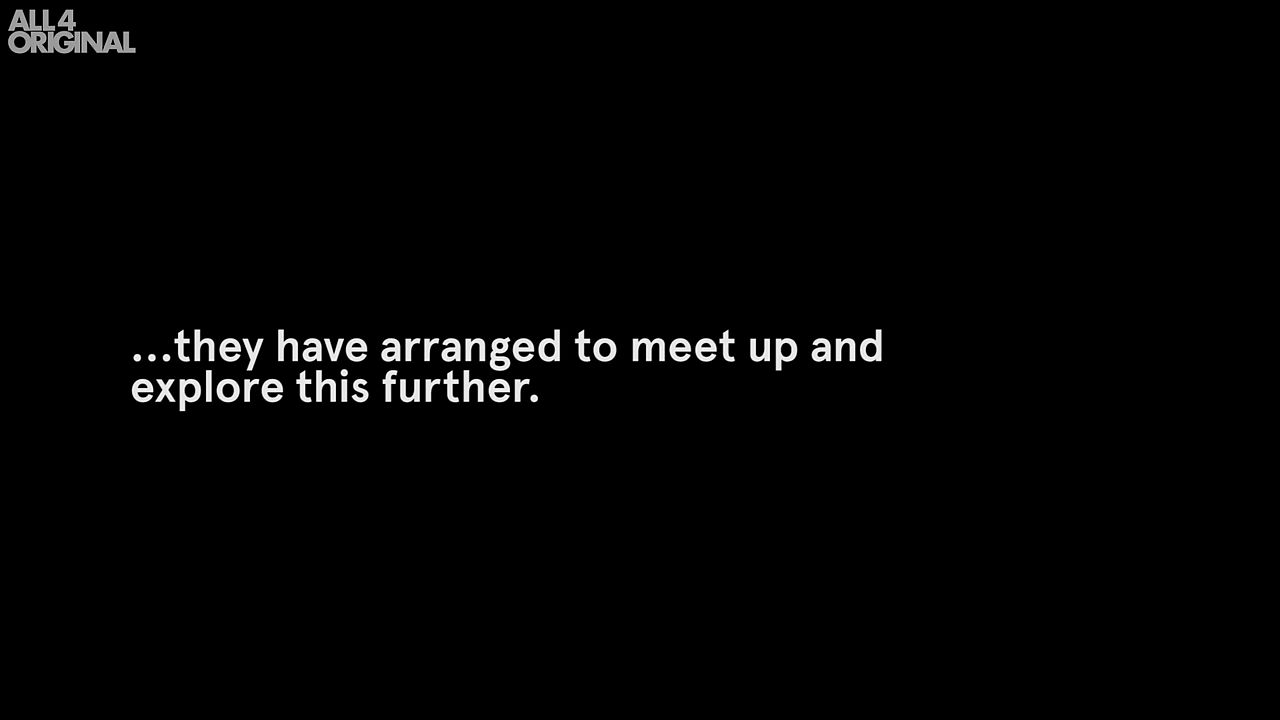 ALL 4
ORIGINAL
...they have arranged to meet up and
explore this further.